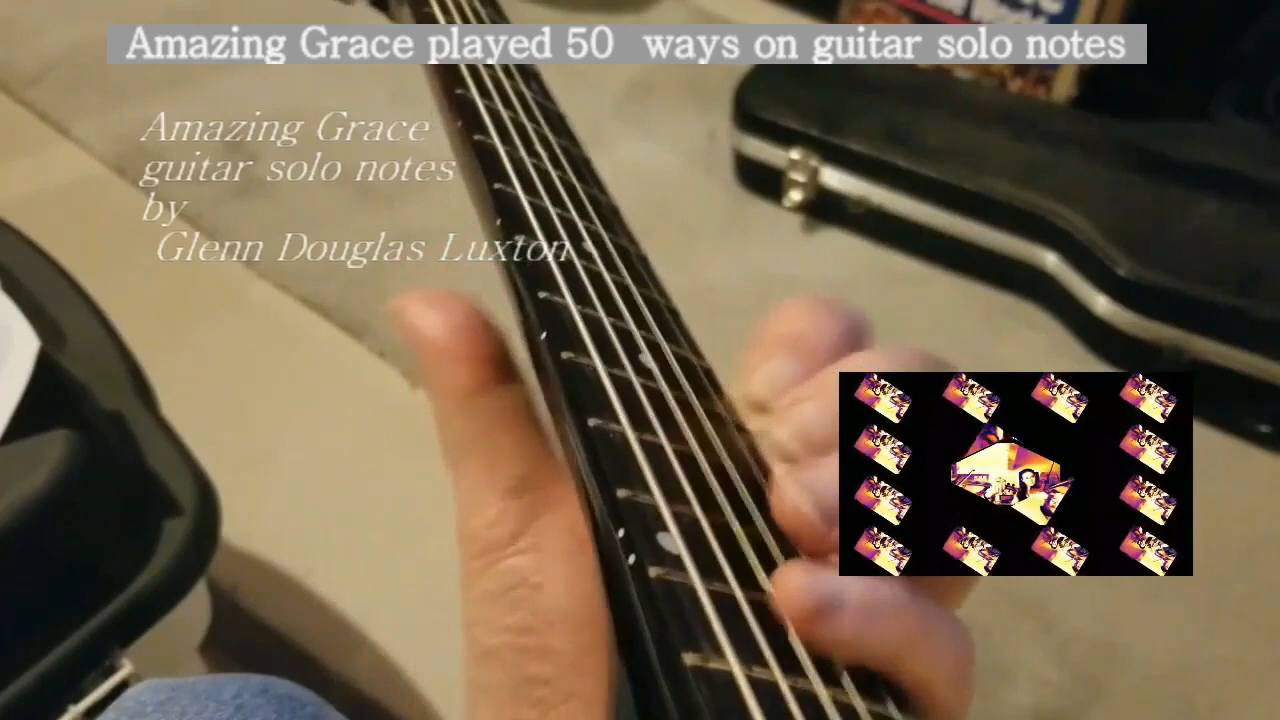 Amazing Grace played 50 ways on guitar solo notes
Amazing Grace
guitar solo notes
by
Glenn Douglas Luxton